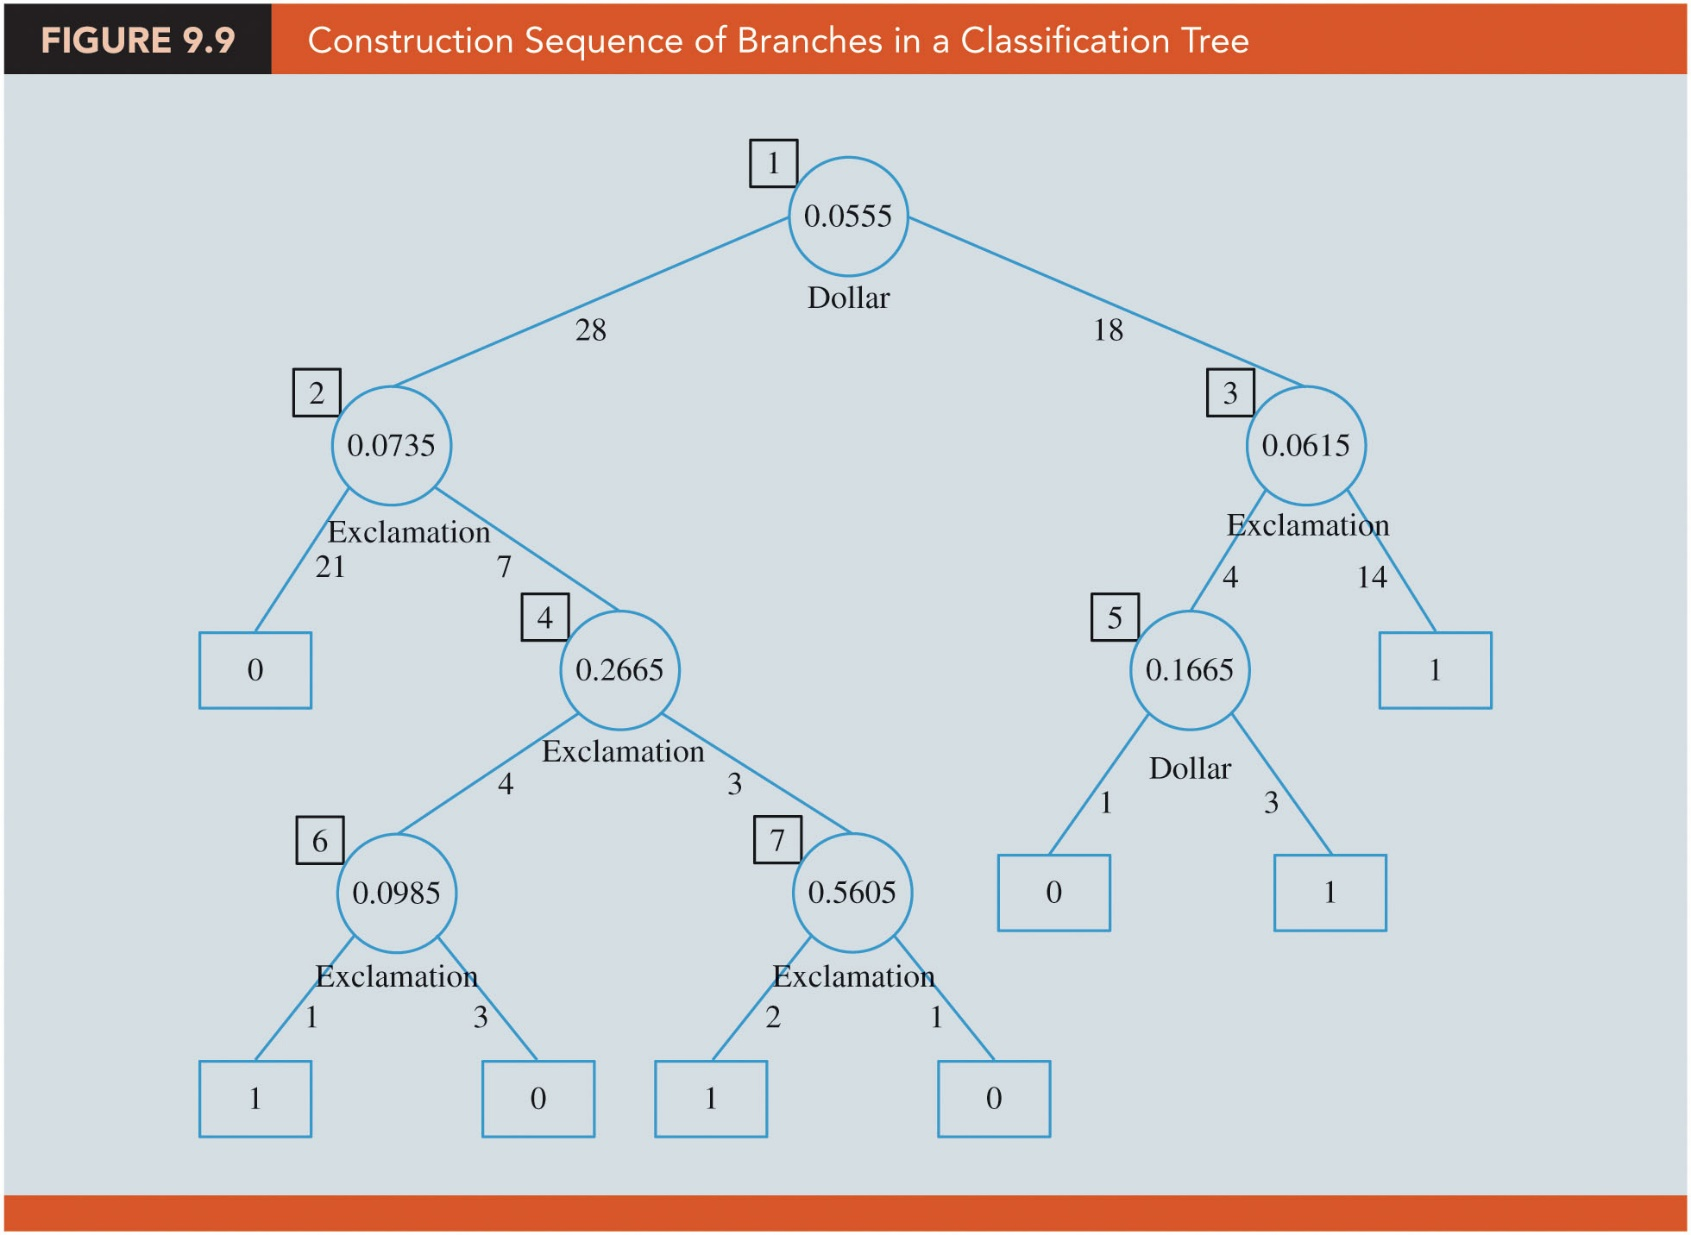 FIGURE 9.9 Construction Sequence of Branches in a Classification Tree
1
0.0555
Dollar
28 18
2 3
0.0735 0.0615
Exclamation Exclamation
21 7 4 14
4 5
0 0.2665 0.1665 1
Exclamation Dollar
4 3 1 3
6 7
0.0985 0.5605 0 1
Exclamation Exclamation
1 3 2 1
1 0 1 0